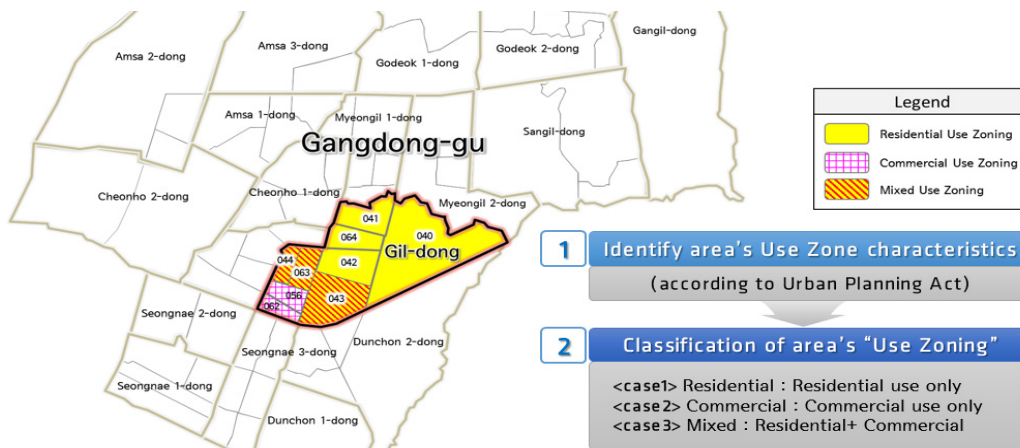 Gangil-dong
Amsa 3-dong
Godeok 2-dong
Amsa 2-dong
Godeok 1-dong
Amsa 1-dong
Myeongil 1-dong
Sangil-dong
Gangdong-gu
Cheonho 1-dong
Cheonho 2-dong
Myeongil 2-dong
041
040
064
Gil-dong
044
042
063
056
043
062
Seongnae 2-dong
Dunchon 2-dong
Seongnae 3-dong
Seongnae 1-dong
Dunchon 1-dong
Legend
Residential Use Zoning
Commercial Use Zoning
Mixed Use Zoning
1 Identify area's Use Zone characteristics
(according to Urban Planning Act)
2 Classification of area's "Use Zoning"
<case1> Residential : Residential use only
<case2> Commercial : Commercial use only
<case3> Mixed : Residential+ Commercial